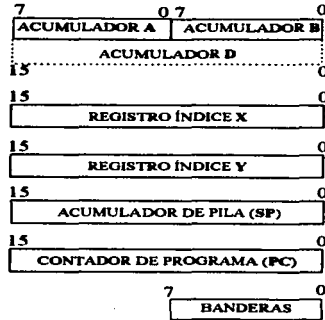 7 0 7 0
ACUMULADOR A ACUMULADOR B
ACUMULADOR D
15 0
15 0
REGISTRO ÍNDICE X
15 0
REGISTRO ÍNDICE Y
15 0
ACUMULADOR DE PILA (SP)
15 0
CONTADOR DE PROGRAMA (PC)
7 0
BANDERAS